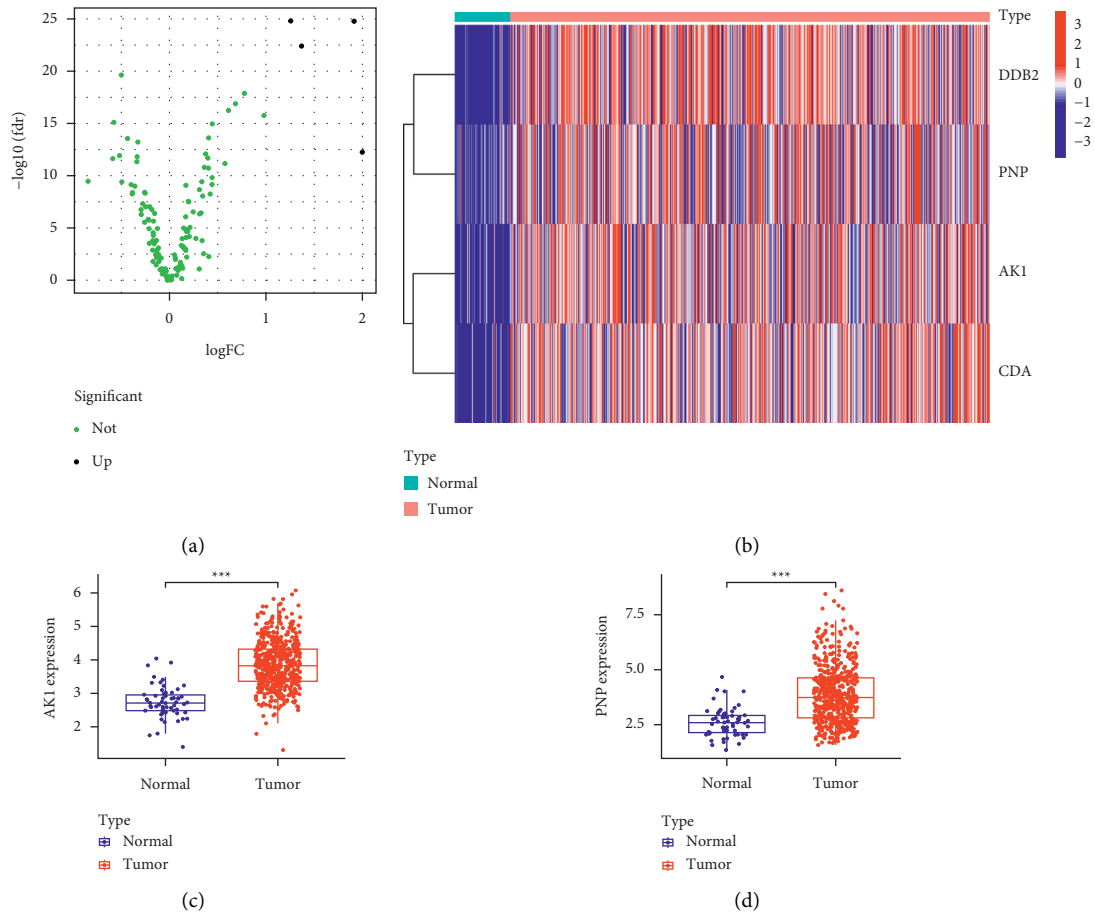 25
20
15
10
5
0
−log10 (fdr)
0
1
2
logFC
Significant
Not
Up
(a)
Type
DDB2
PNP
AK1
CDA
3
2
1
0
−1
−2
−3
Type
Normal
Tumor
(b)
***
6
5
4
3
2
AK1 expression
Normal
Tumor
Type
Normal
Tumor
(c)
***
7.5
5.0
2.5
PNP expression
Normal
Tumor
Type
Normal
Tumor
(d)